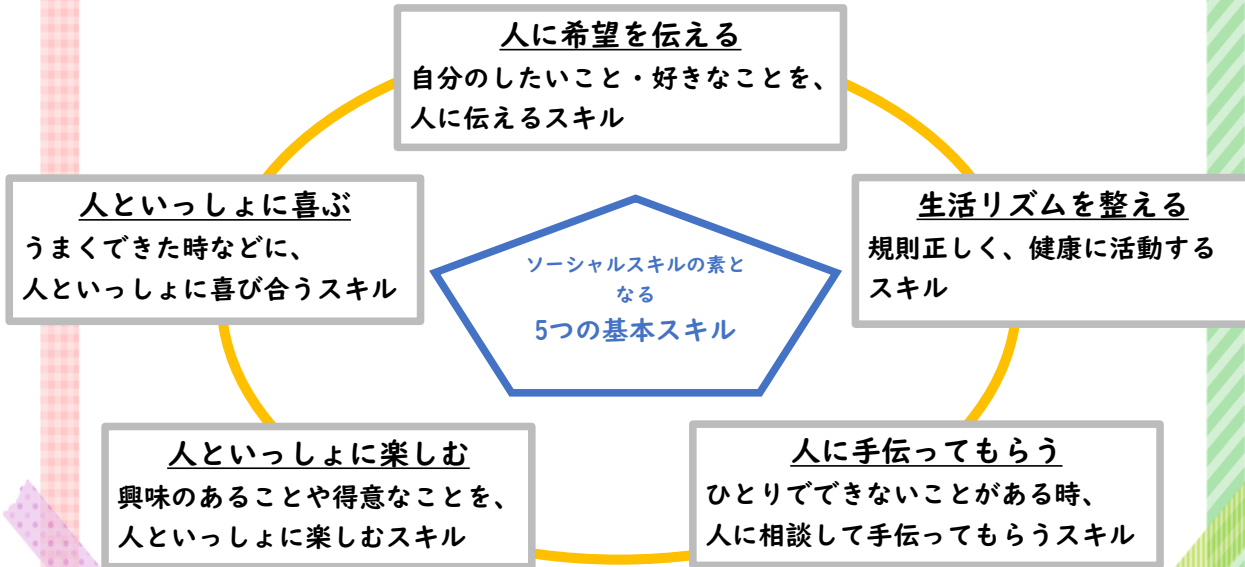 人に希望を伝える
自分のしたいこと・好きなことを、
人に伝えるスキル
人といっしょに喜ぶ
うまくできた時などに、
人といっしょに喜び合うスキル
ソーシャルスキルの素と
なる
5つの基本スキル
生活リズムを整える
規則正しく、健康に活動する
スキル
人といっしょに楽しむ
興味のあることや得意なことを、
人といっしょに楽しむスキル
人に手伝ってもらう
ひとりでできないことがある時、
人に相談して手伝ってもらうスキル